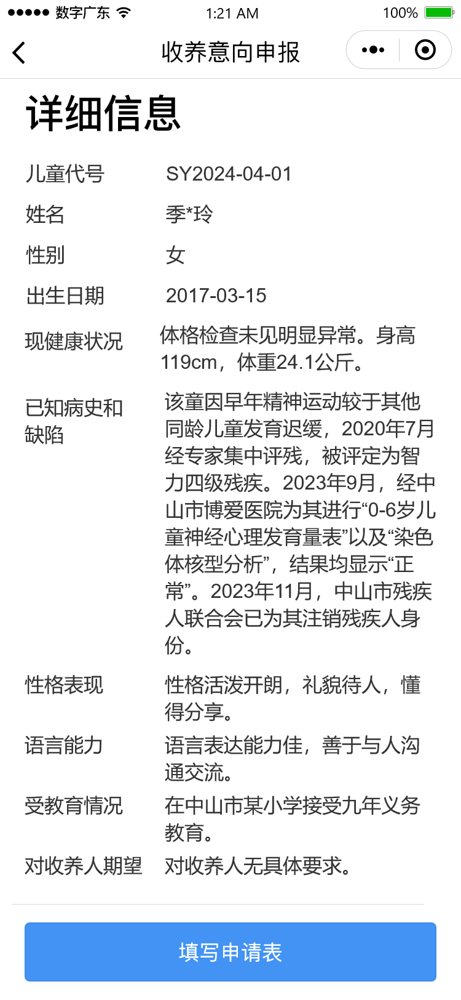 数字广东 1:21 AM 100%
收养意向申报
详细信息
儿童代号 SY2024-04-01
姓名 季*玲
性别 女
出生日期 2017-03-15
现健康状况 体格检查未见明显异常。身高
119cm，体重24.1公斤。
已知病史和 该童因早年精神运动较于其他
缺陷 同龄儿童发育迟缓，2020年7月
经专家集中评残，被评定为智
力四级残疾。2023年9月，经中
山市博爱医院为其进行“0-6岁儿
童神经心理发育量表”以及“染色
体核型分析”，结果均显示“正
常”。2023年11月，中山市残疾
人联合会已为其注销残疾人身
份。
性格表现 性格活泼开朗，礼貌待人，懂
得分享。
语言能力 语言表达能力佳，善于与人沟
通交流。
受教育情况 在中山市某小学接受九年义务
教育。
对收养人期望 对收养人无具体要求。
填写申请表